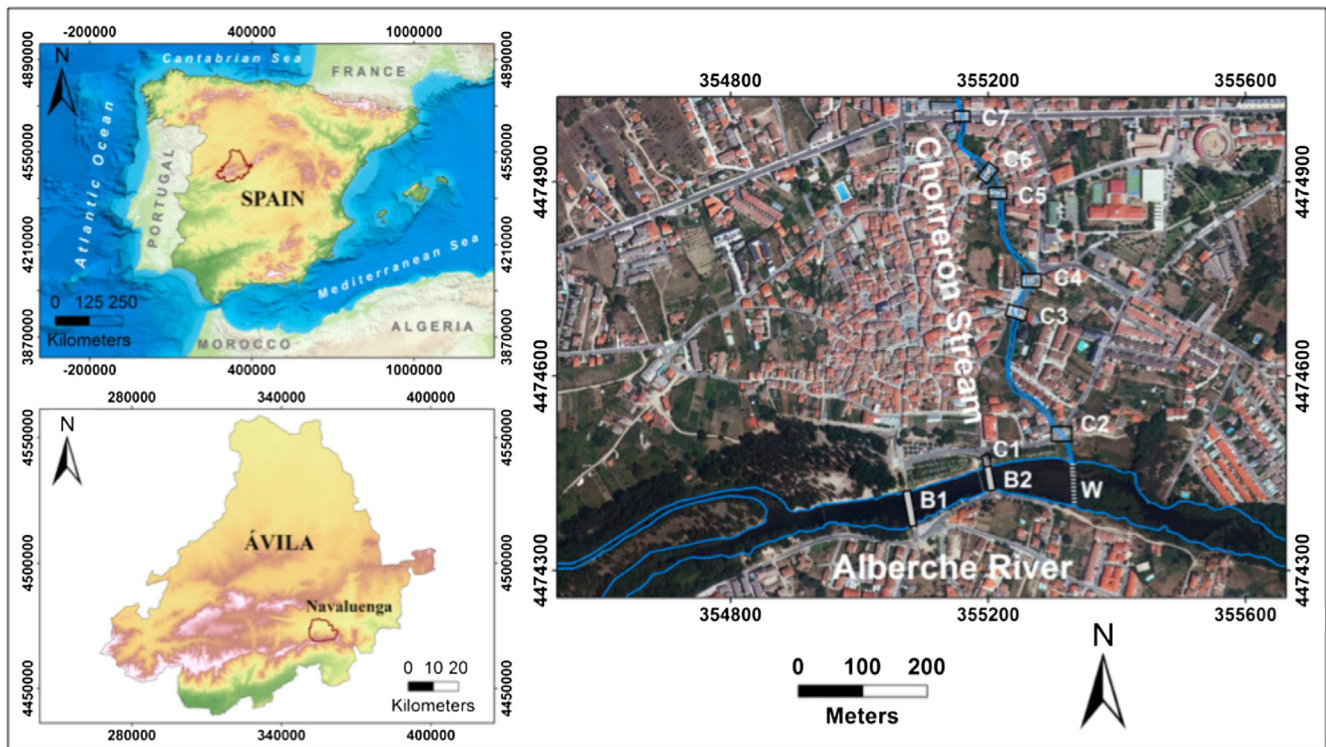 -200000 400000 1000000
N
Cantabrian Sea
FRANCE
Atlantic Ocean
PORTUGAL
SPAIN
Mediterranean Sea
0 125 250
Kilometers
MOROCCO
ALGERIA
4890000 4550000 4210000 3870000
4890000 4550000 4210000 3870000
-200000 400000 1000000
280000 340000 400000
N
ÁVILA
Navaluenga
0 10 20
Kilometers
4550000 4500000 4450000
4550000 4500000 4450000
280000 340000 400000
354800 355200 355600
C7
C6
C5
Chorrerón Stream
C4
C3
C2
C1
B2
W
B1
Alberche River
4474900 4474600 4474300
4474900 4474600 4474300
354800 355200 355600
0 100 200
Meters
N